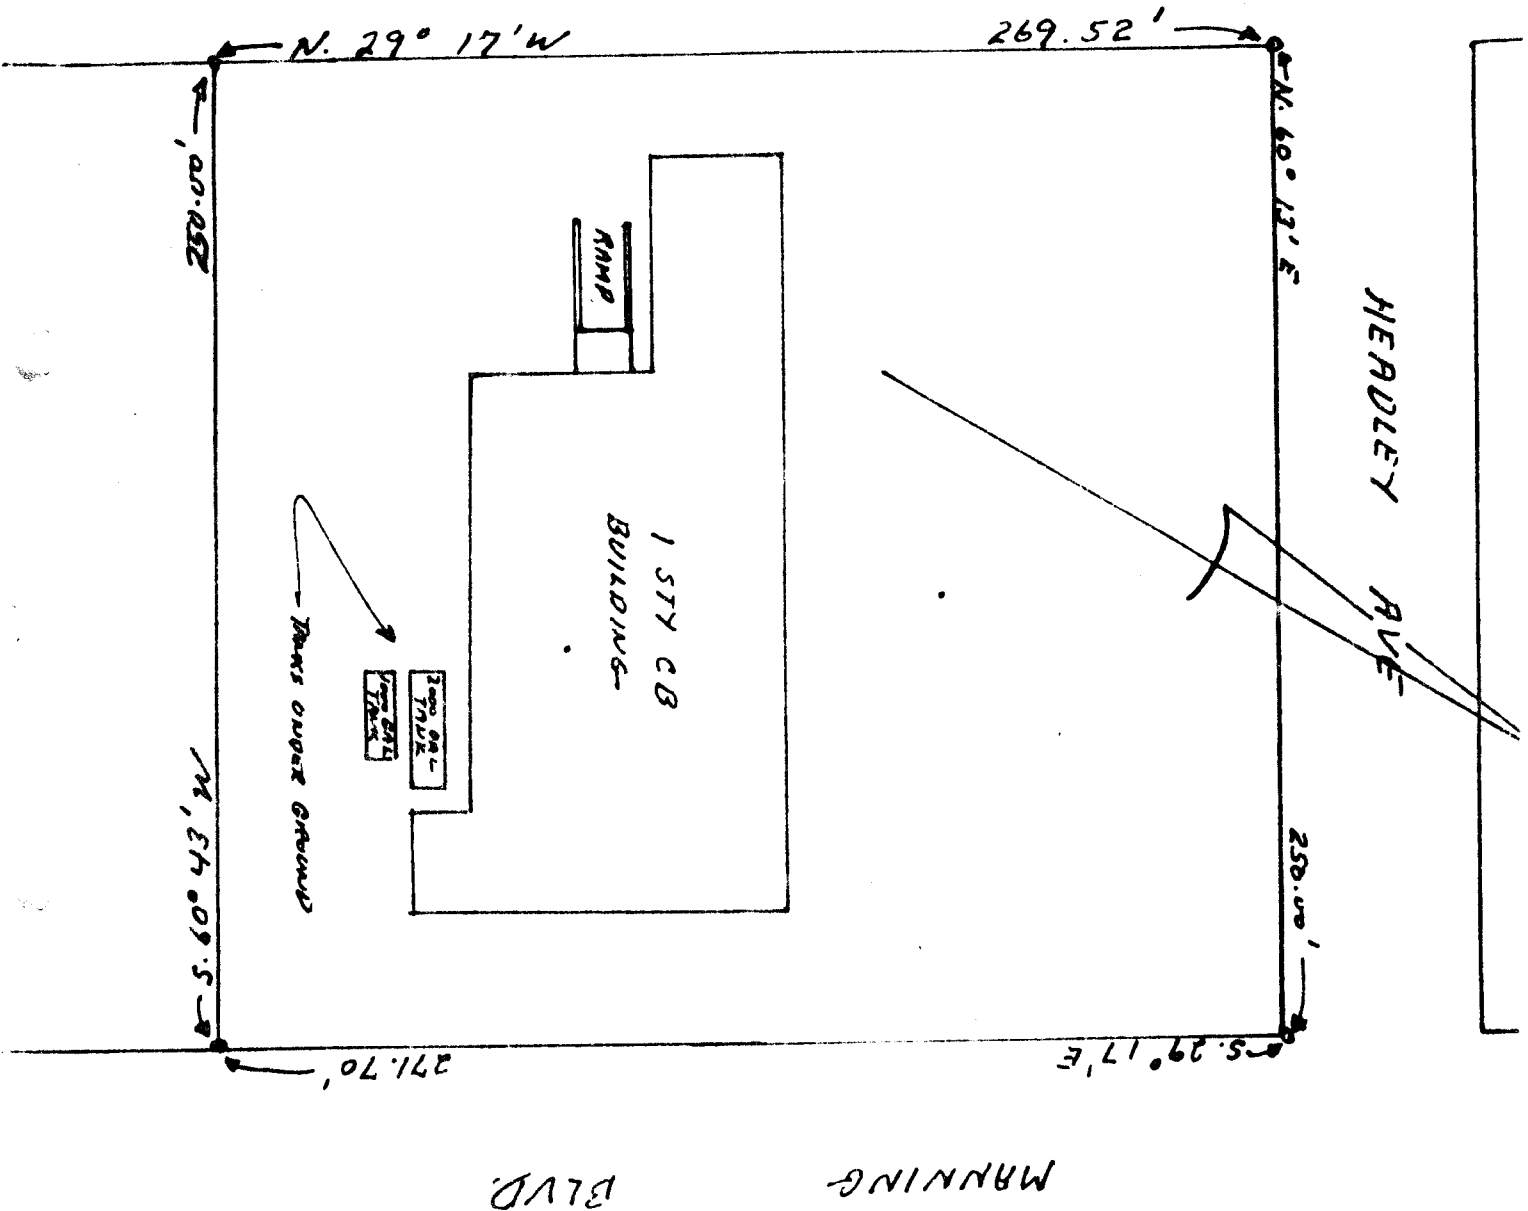 N. 29° 17' W
269.52'
N. 60° 13' E
250.00'
HEADLEY AVE
RAMP
1 STY CB
BUILDING
2000 GAL
TANK
1000 GAL
TANK
TANKS UNDER GROUND
250.00'
S. 60° 43' W
271.70'
S. 29° 17' E
MANNING BLVD.